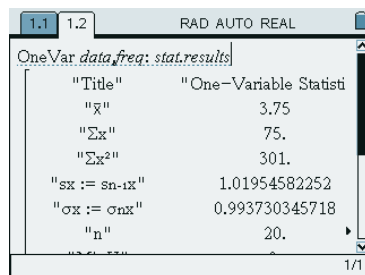 1.1 1.2 RAD AUTO REAL
OneVar data,freq: stat.results
"Title" "One-Variable Statisti
"x̄" 3.75
"Σx" 75.
"Σx²" 301.
"sx := sn-1x" 1.01954582252
"σx := σnx" 0.993730345718
"n" 20.
1/1